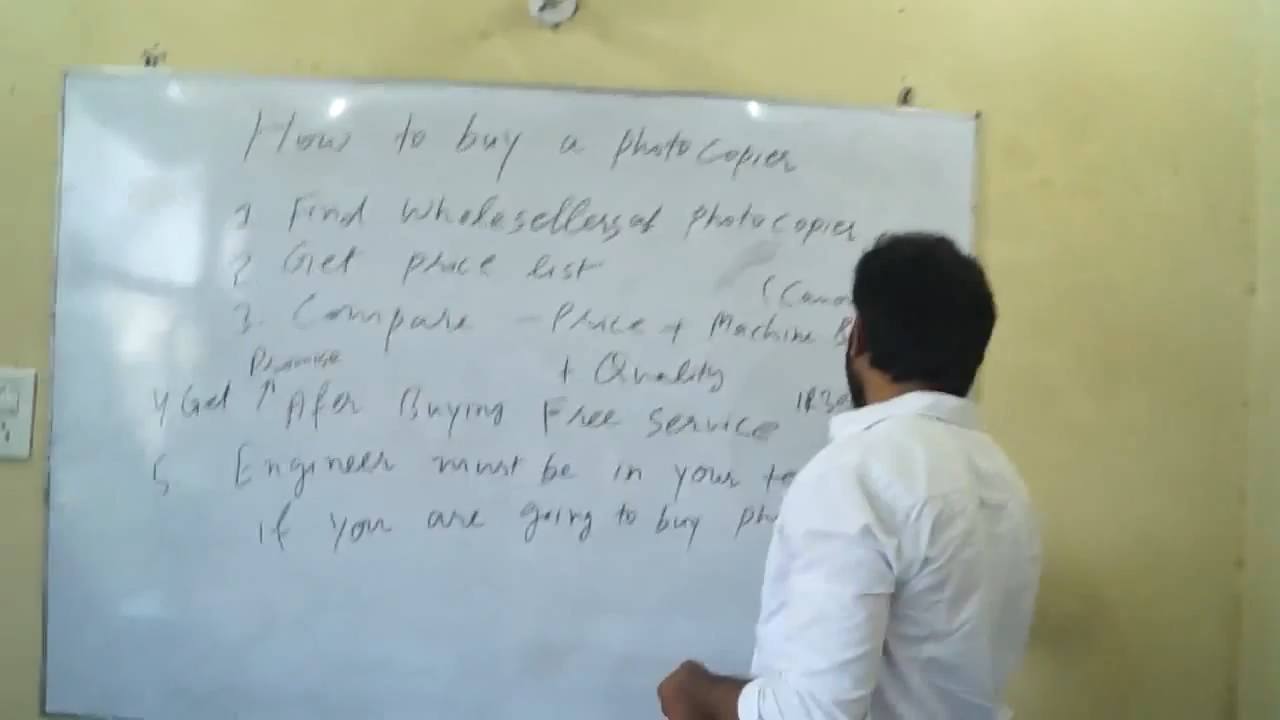 How to buy a photocopier
1 Find Wholesellers of Photocopier
2 Get price list
(Canon
3. Compare - Price + Machine
+ Quality
Promise
4 Get ↑ Afer Buying Free Service
5 Engineer must be in your
if you are going to buy